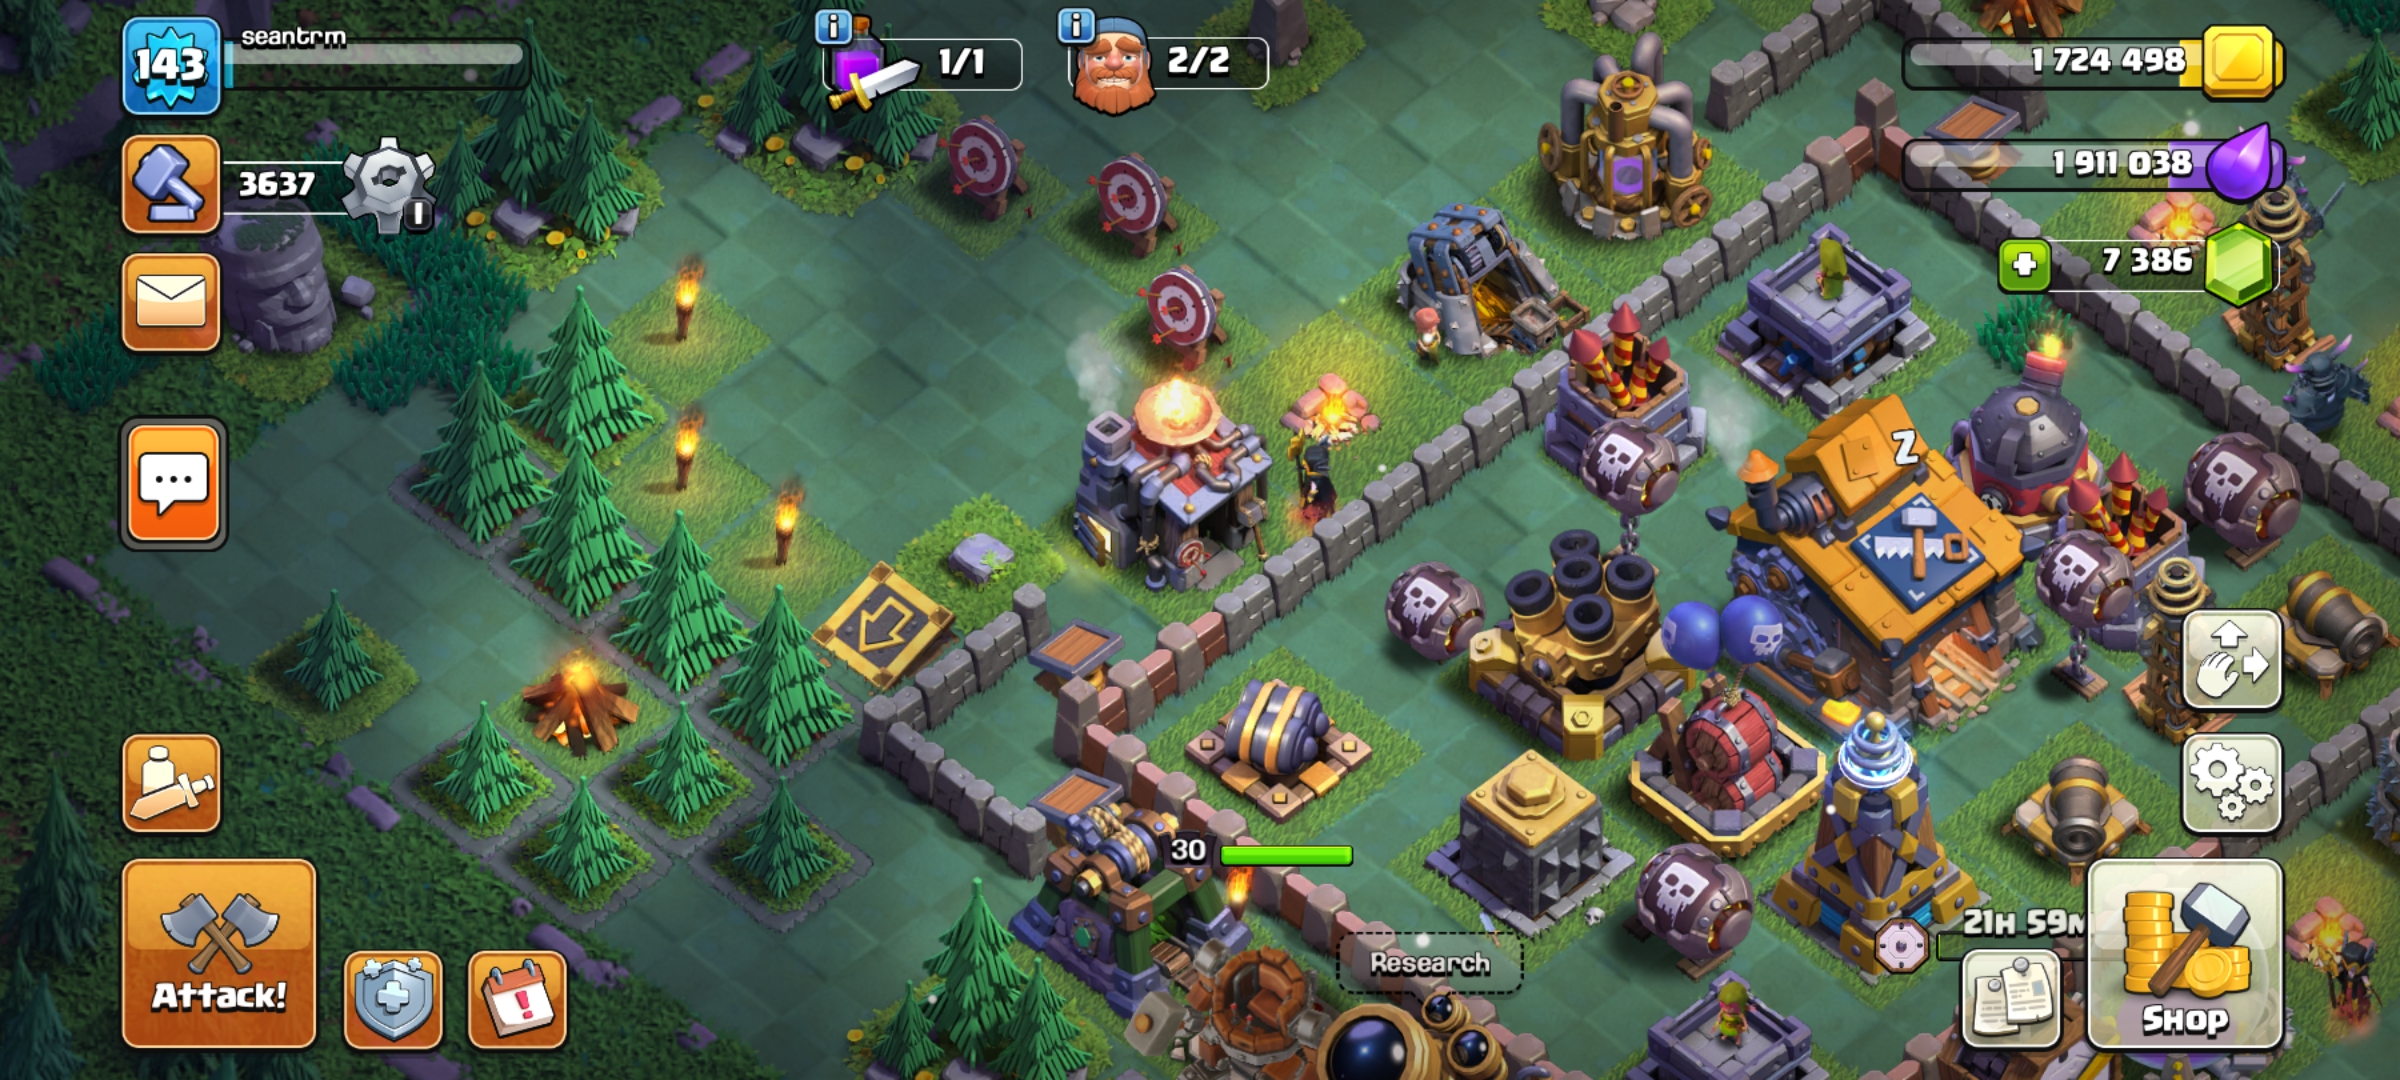 143
seantrm
1/1
2/2
1 724 498
3637
I
1 911 038
7 386
Z
30
Research
21H 59M
Attack!
Shop